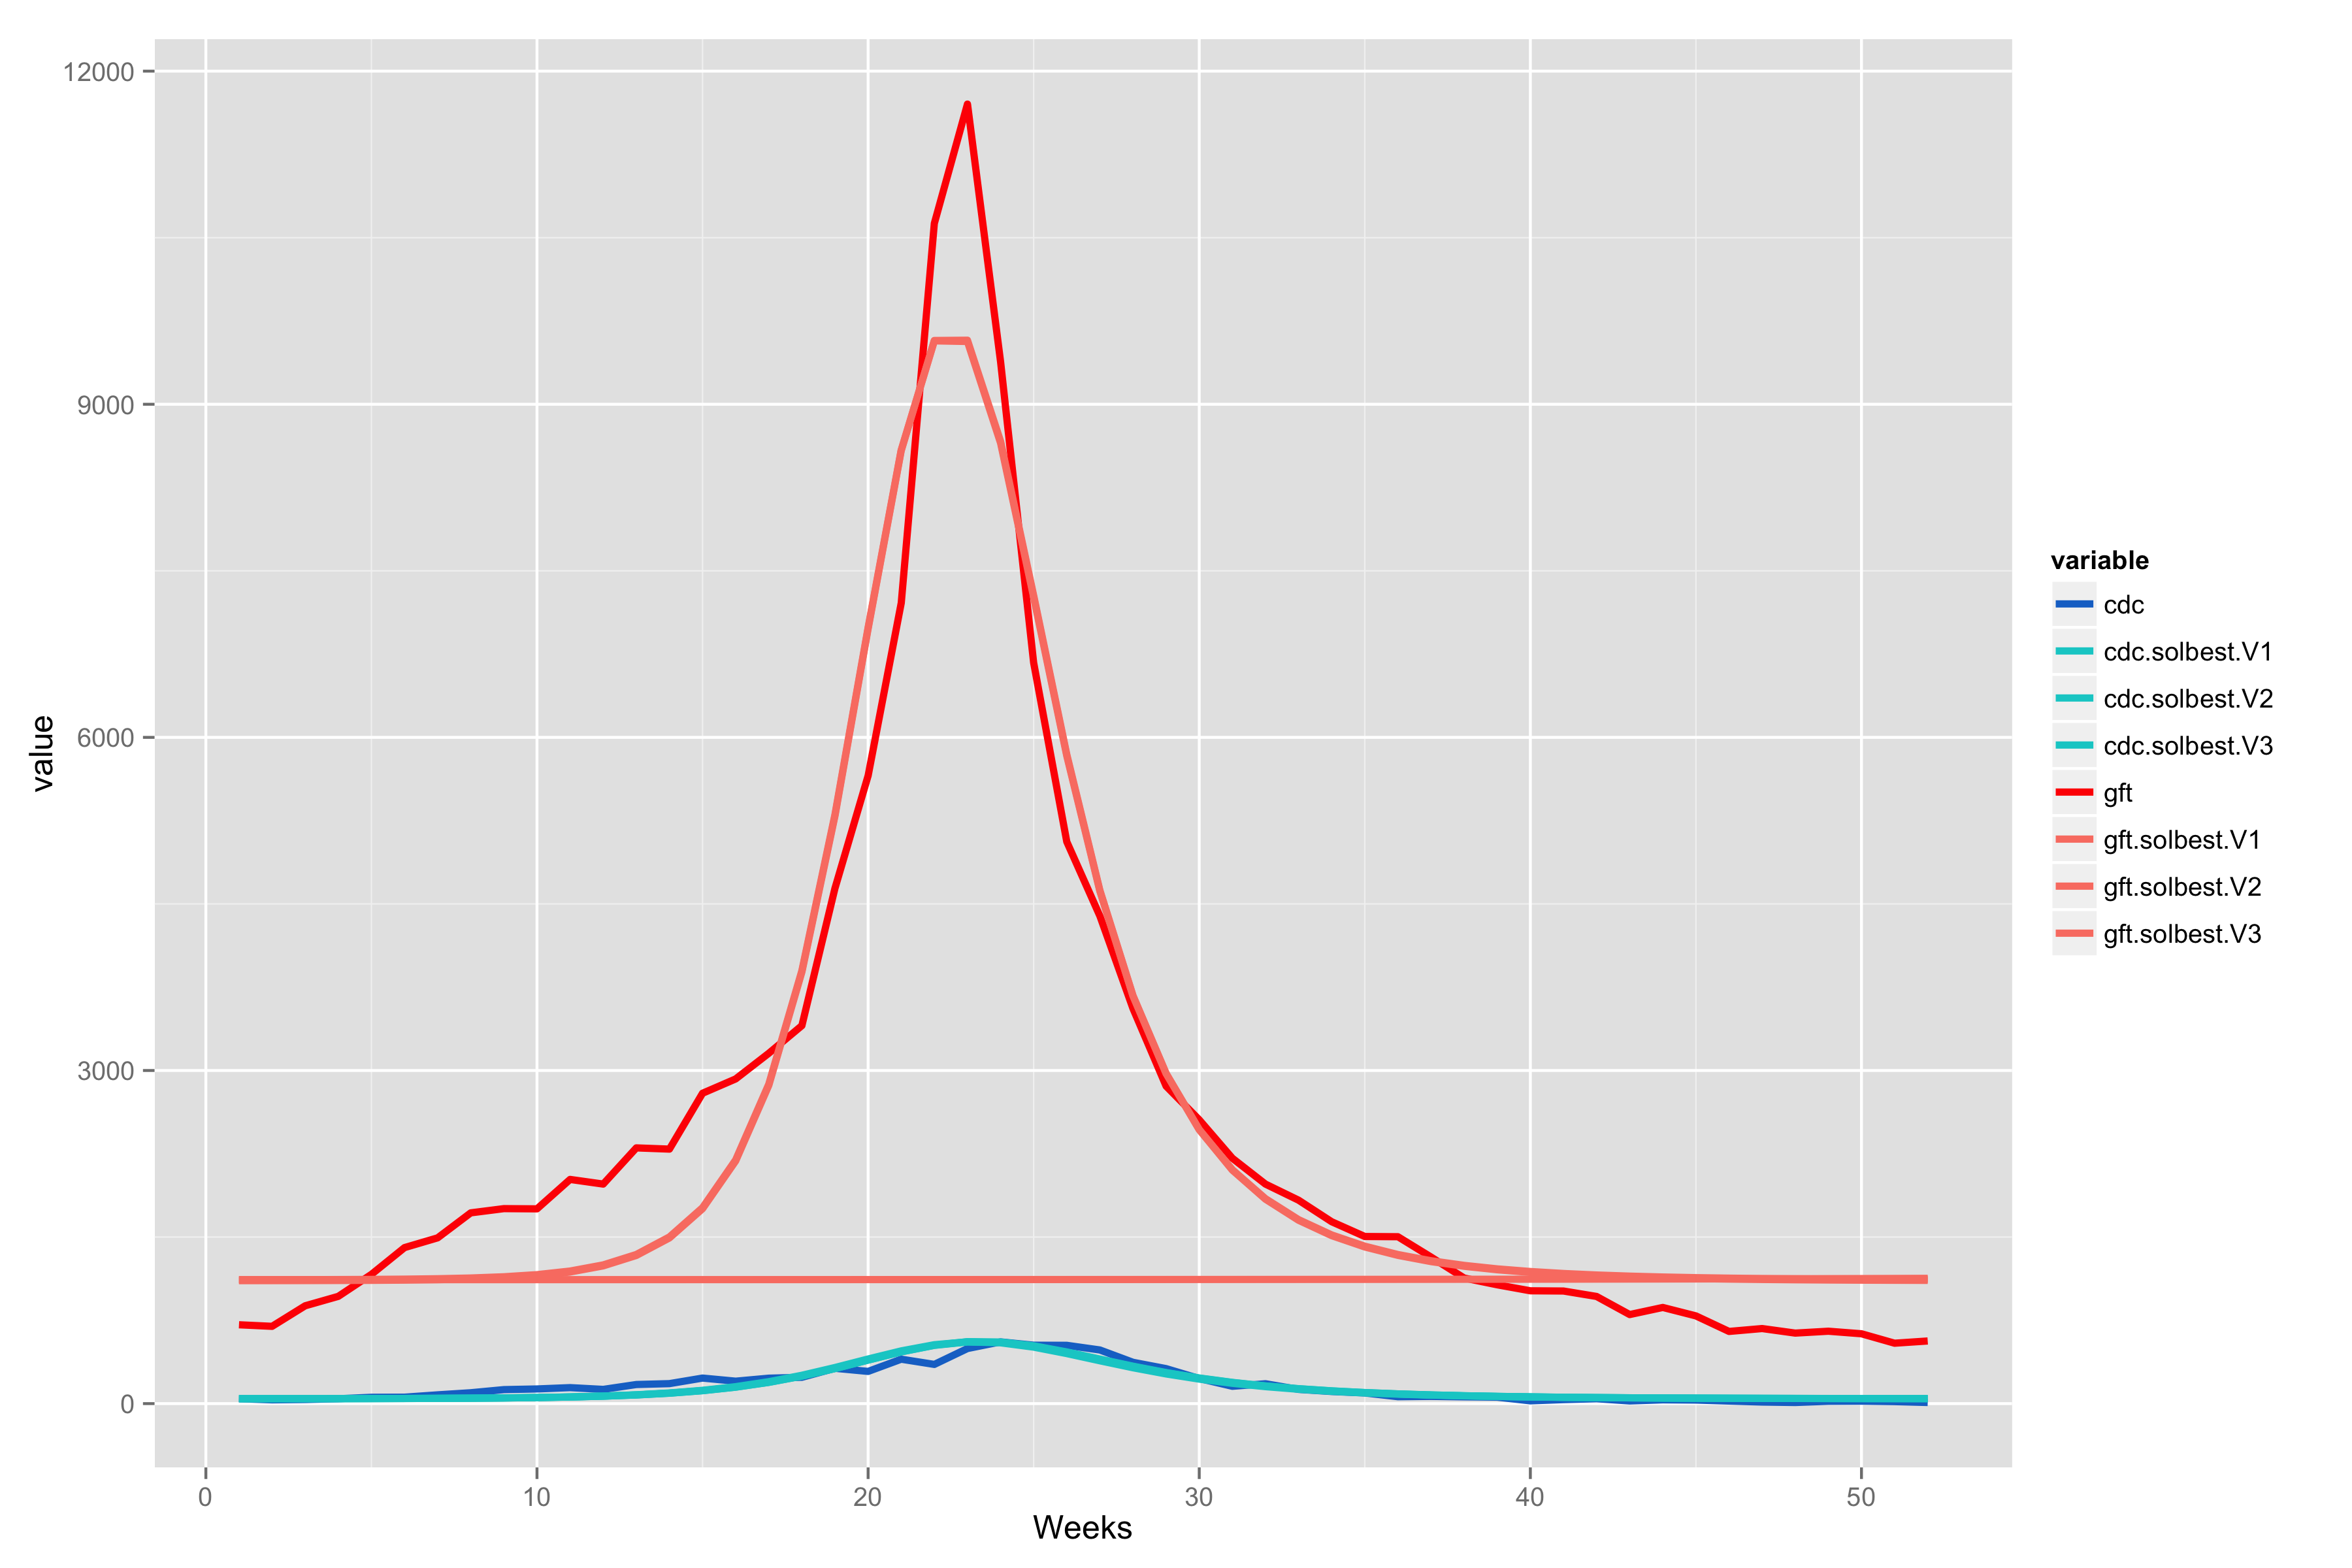 12000
9000
6000
3000
0
value
0 10 20 30 40 50
Weeks
variable
cdc
cdc.solbest.V1
cdc.solbest.V2
cdc.solbest.V3
gft
gft.solbest.V1
gft.solbest.V2
gft.solbest.V3